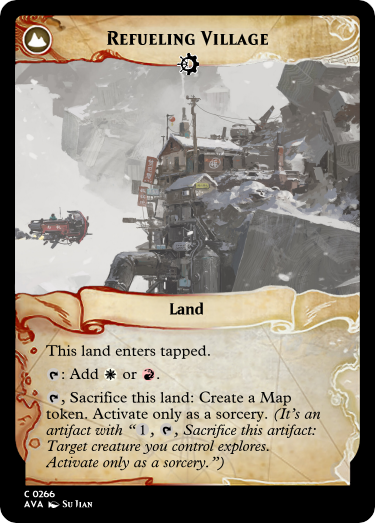 Refueling Village
Land
This land enters tapped.
: Add or .
, Sacrifice this land: Create a Map
token. Activate only as a sorcery. (It's an
artifact with "1, , Sacrifice this artifact:
Target creature you control explores.
Activate only as a sorcery.")
C 0266
AVA Su Jian